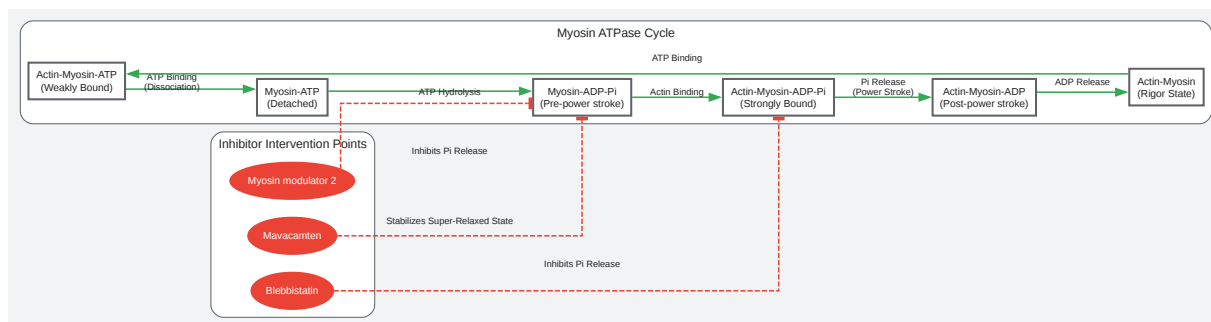 Myosin ATPase Cycle
ATP Binding
Actin-Myosin-ATP
(Weakly Bound)
ATP Binding
(Dissociation)
Myosin-ATP
(Detached)
ATP Hydrolysis
Myosin-ADP-Pi
(Pre-power stroke)
Actin Binding
Actin-Myosin-ADP-Pi
(Strongly Bound)
Pi Release
(Power Stroke)
Actin-Myosin-ADP
(Post-power stroke)
ADP Release
Actin-Myosin
(Rigor State)
Inhibitor Intervention Points
Inhibits Pi Release
Myosin modulator 2
Stabilizes Super-Relaxed State
Mavacamten
Inhibits Pi Release
Blebbistatin